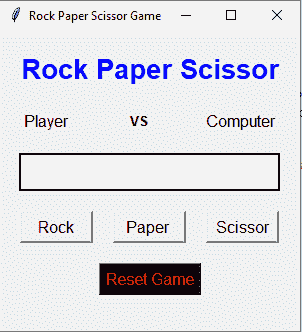 Rock Paper Scissor Game
Rock Paper Scissor
Player vs Computer
Rock Paper Scissor
Reset Game